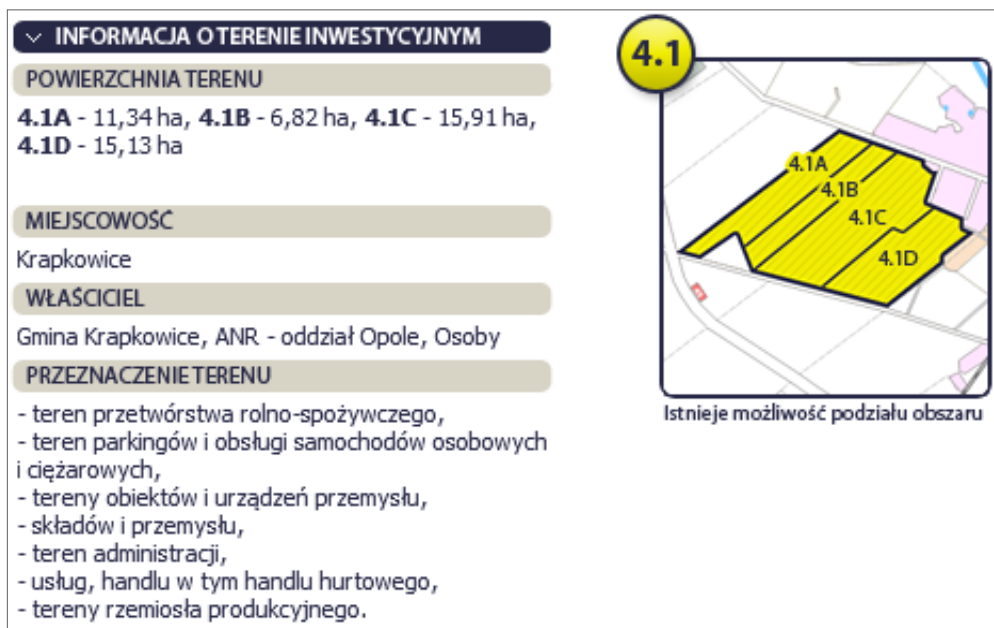 INFORMACJA O TERENIE INWESTYCYJNYM
POWIERZCHNIA TERENU
4.1A - 11,34 ha, 4.1B - 6,82 ha, 4.1C - 15,91 ha,
4.1D - 15,13 ha
MIEJSCOWOŚĆ
Krapkowice
WŁAŚCICIEL
Gmina Krapkowice, ANR - oddział Opole, Osoby
PRZEZNACZENIE TERENU
- teren przetwórstwa rolno-spożywczego,
- teren parkingów i obsługi samochodów osobowych
i ciężarowych,
- tereny obiektów i urządzeń przemysłu,
- składów i przemysłu,
- teren administracji,
- usług, handlu w tym handlu hurtowego,
- tereny rzemiosła produkcyjnego.
4.1
4.1A
4.1B
4.1C
4.1D
Istnieje możliwość podziału obszaru